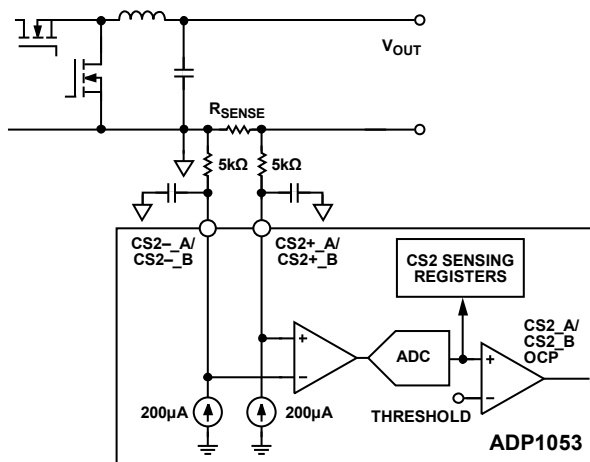 VOUT
RSENSE
5kΩ
5kΩ
CS2–_A/
CS2–_B
CS2+_A/
CS2+_B
CS2 SENSING
REGISTERS
CS2_A/
CS2_B
OCP
+
–
ADC
+
–
200µA
200µA
THRESHOLD
ADP1053